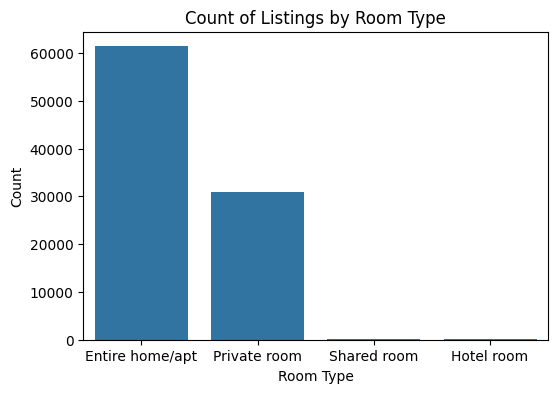 Count of Listings by Room Type
60000
50000
40000
30000
20000
10000
0
Count
Entire home/apt Private room Shared room Hotel room
Room Type